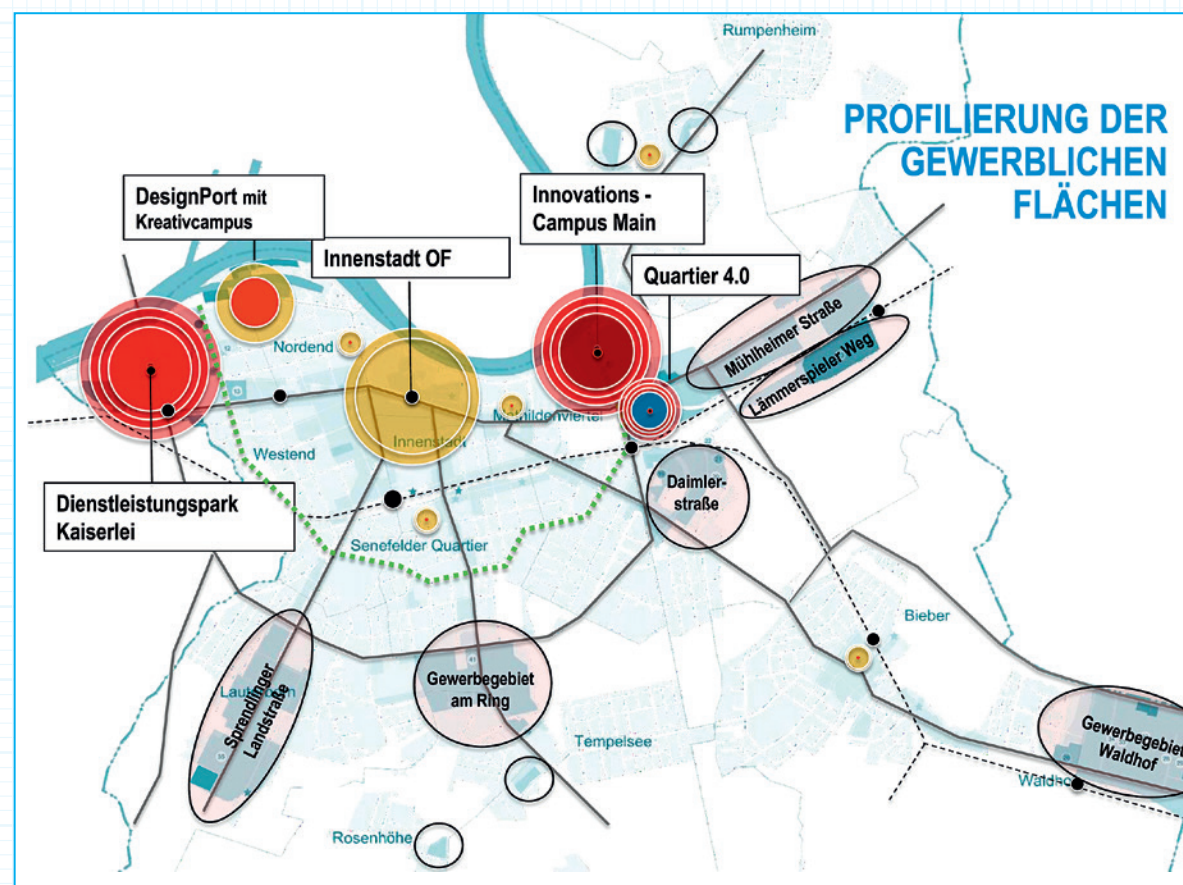 Rumpenheim
PROFILIERUNG DER
GEWERBLICHEN
FLÄCHEN
DesignPort mit
Kreativcampus
Innovations -
Campus Main
Innenstadt OF
Quartier 4.0
Mühlheimer Straße
Nordend
Lämmerspieler Weg
Mathildenviertel
Innenstadt
Westend
Daimler-
straße
Dienstleistungspark
Kaiserlei
Senefelder Quartier
Bieber
Sprendlinger
Landstraße
Gewerbegebiet
am Ring
Tempelsee
Gewerbegebiet
Waldhof
Rosenhöhe